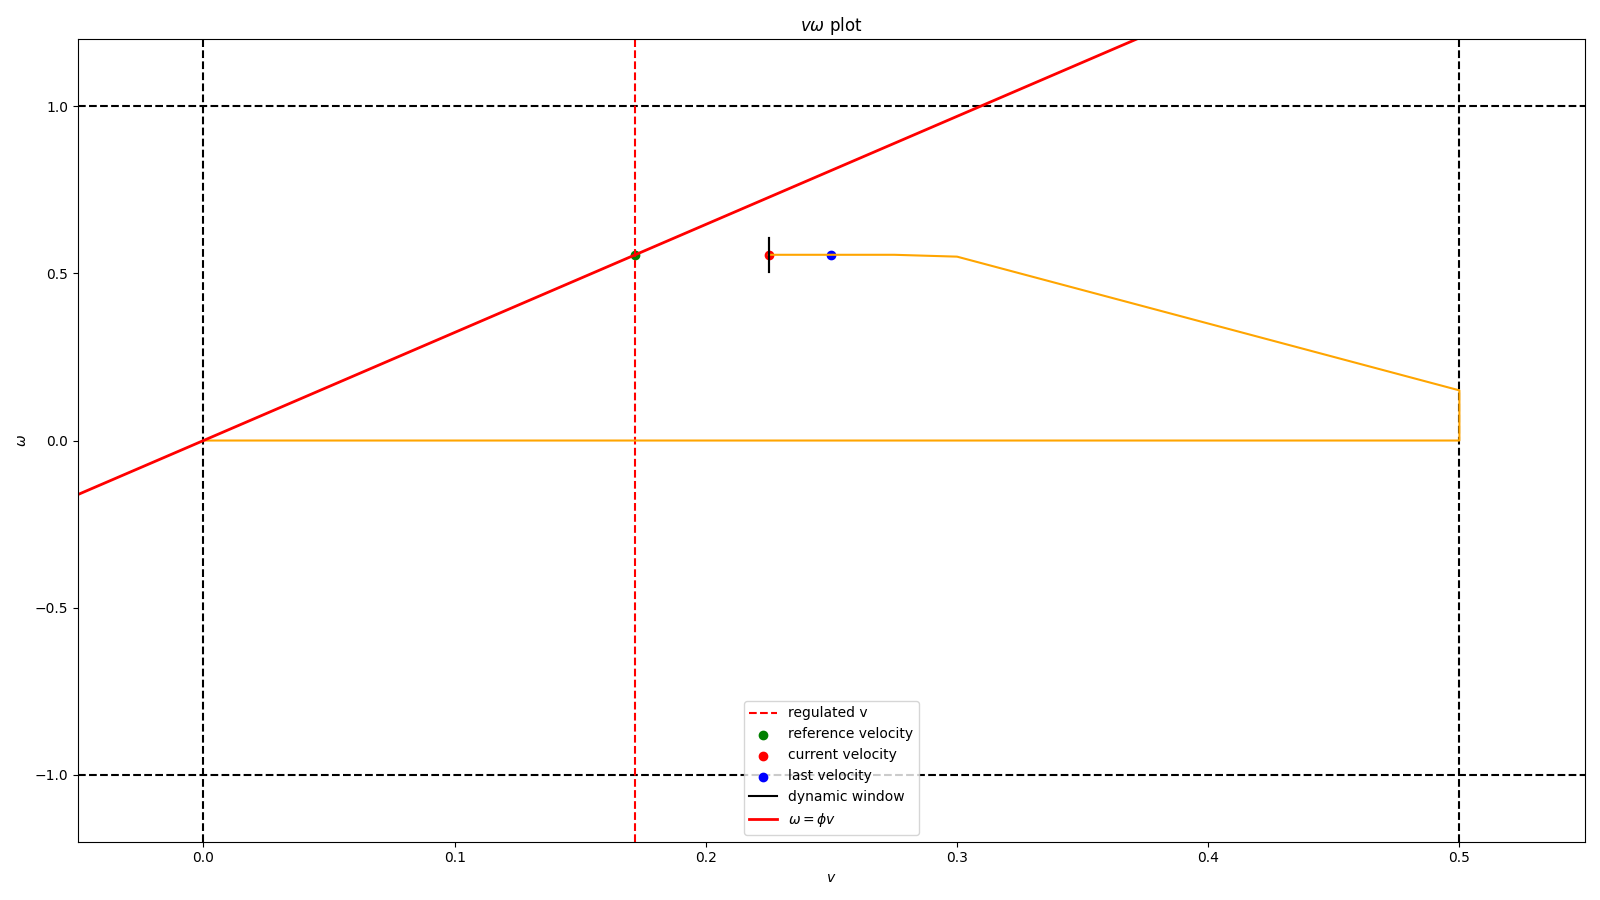 vω plot
1.0
0.5
0.0
−0.5
−1.0
ω
regulated v
reference velocity
current velocity
last velocity
dynamic window
ω = ϕv
0.0 0.1 0.2 0.3 0.4 0.5
v